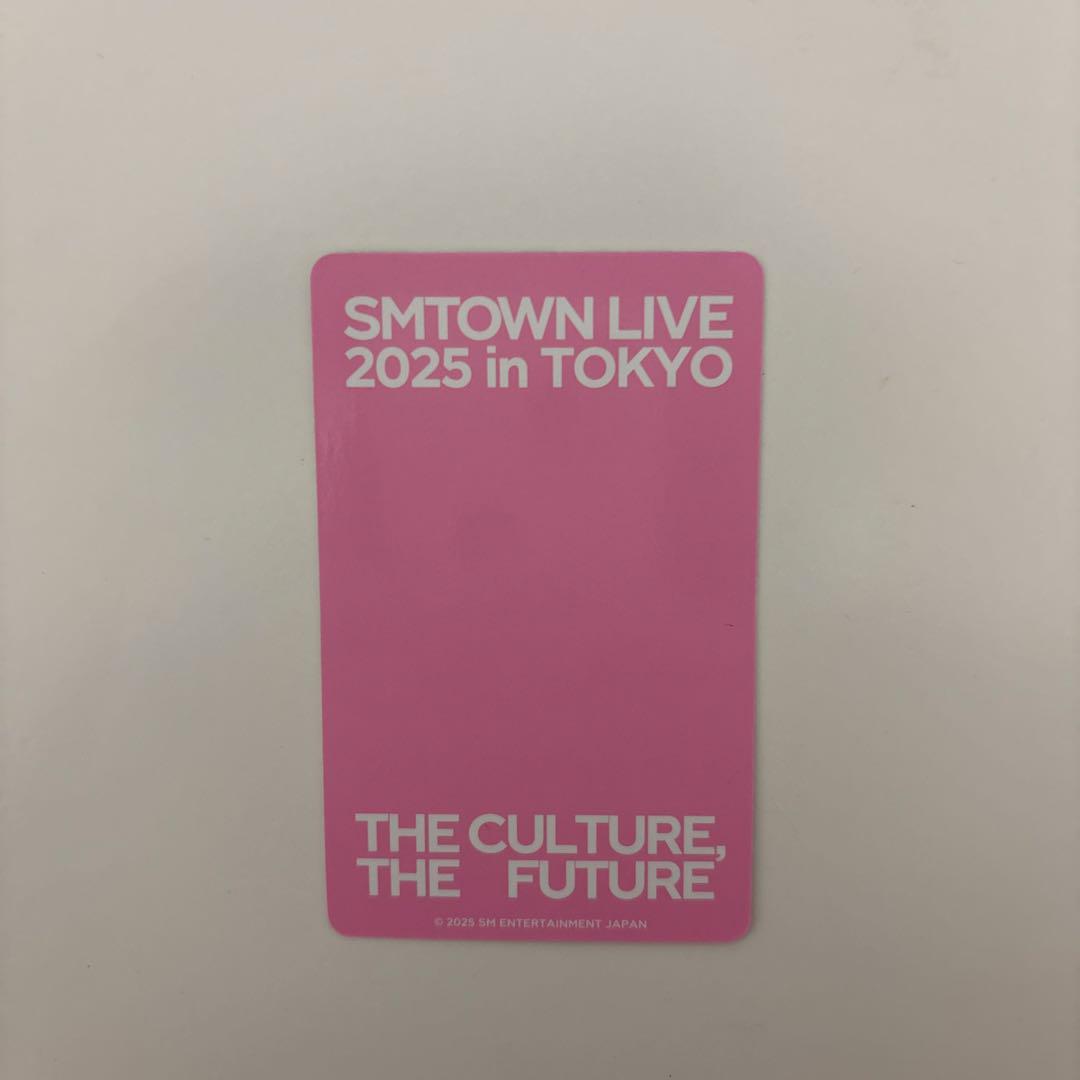 SMTOWN LIVE
2025 in TOKYO
THE CULTURE,
THE FUTURE
© 2025 SM ENTERTAINMENT JAPAN